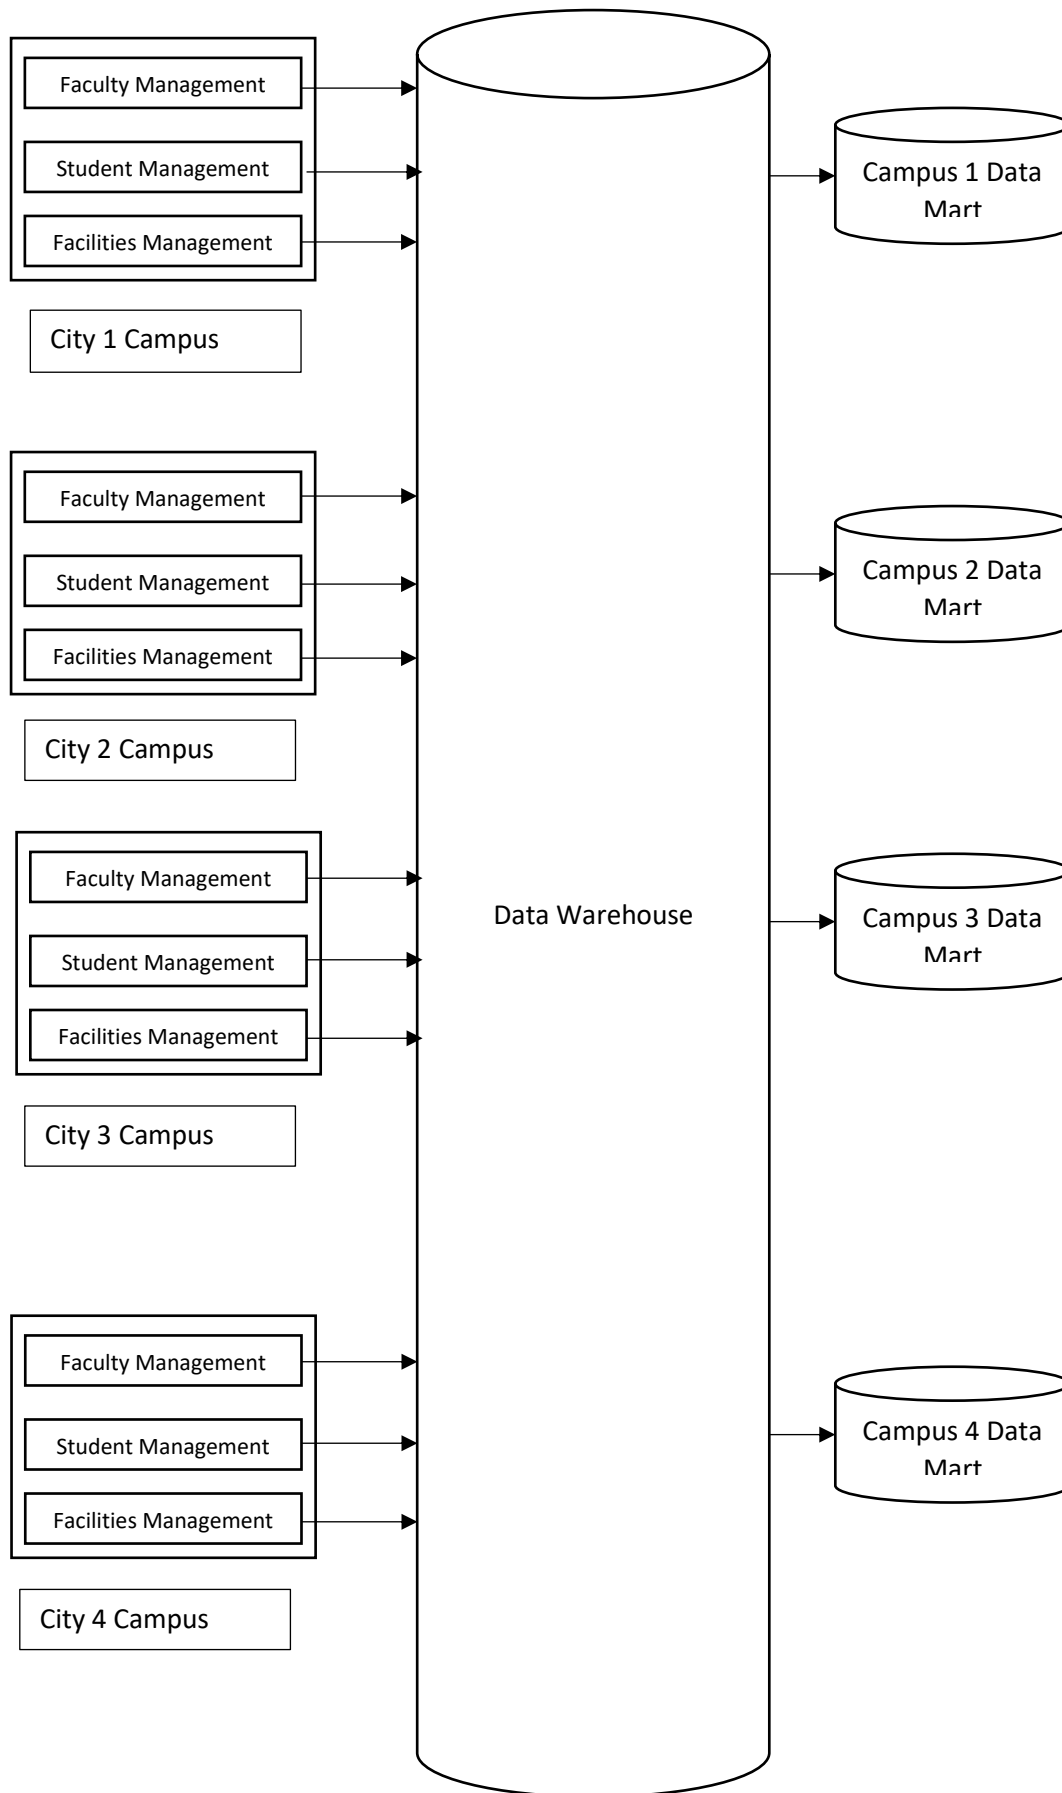 Faculty Management
Student Management
Facilities Management
City 1 Campus
Faculty Management
Student Management
Facilities Management
City 2 Campus
Faculty Management
Student Management
Facilities Management
City 3 Campus
Faculty Management
Student Management
Facilities Management
City 4 Campus
Data Warehouse
Campus 1 Data
Mart
Campus 2 Data
Mart
Campus 3 Data
Mart
Campus 4 Data
Mart